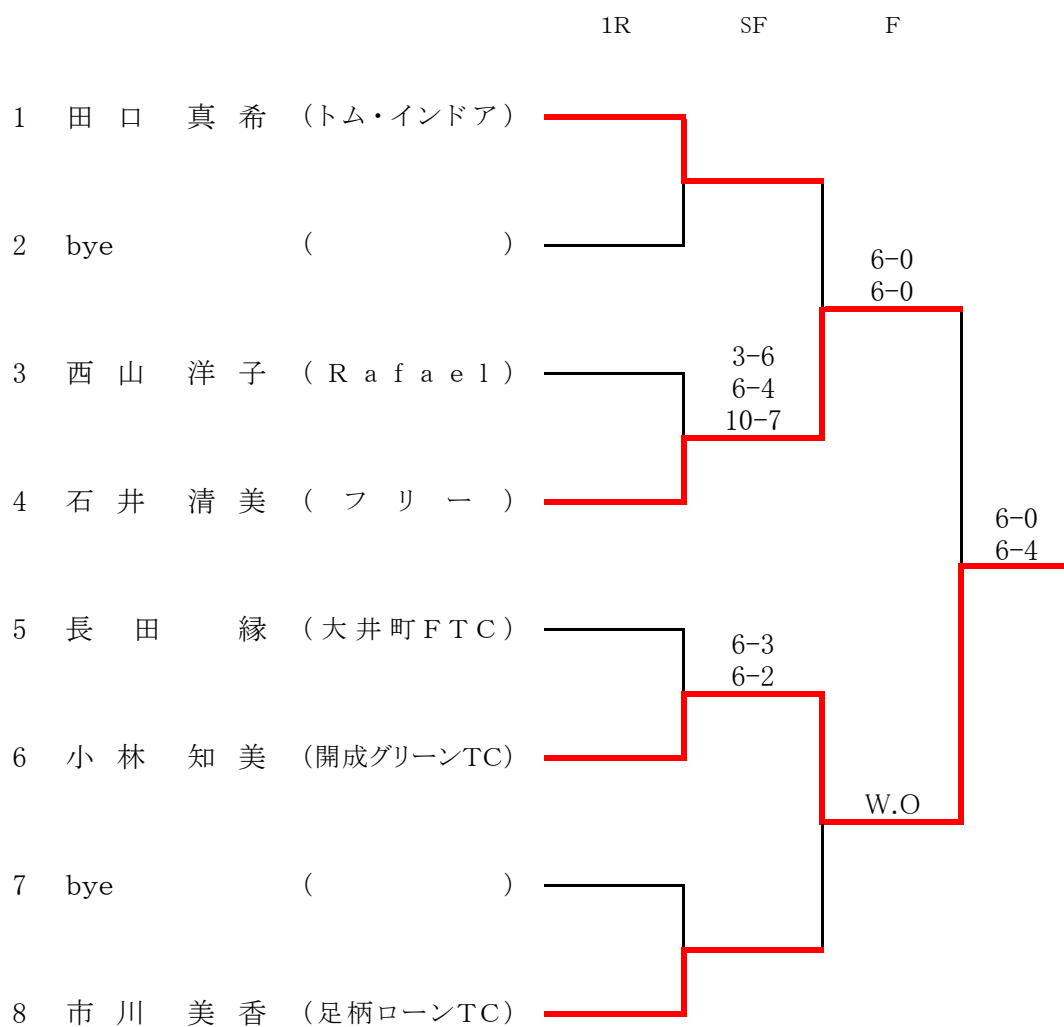 1R SF F
1 田口 真希 (トム・インドア)
2 bye ( )
6-0
6-0
3 西山 洋子 (Rafael)
3-6
6-4
10-7
4 石井 清美 (フリー)
6-0
6-4
5 長田 縁 (大井町FTC)
6-3
6-2
6 小林 知美 (開成グリーンTC)
W.O
7 bye ( )
8 市川 美香 (足柄ローンTC)